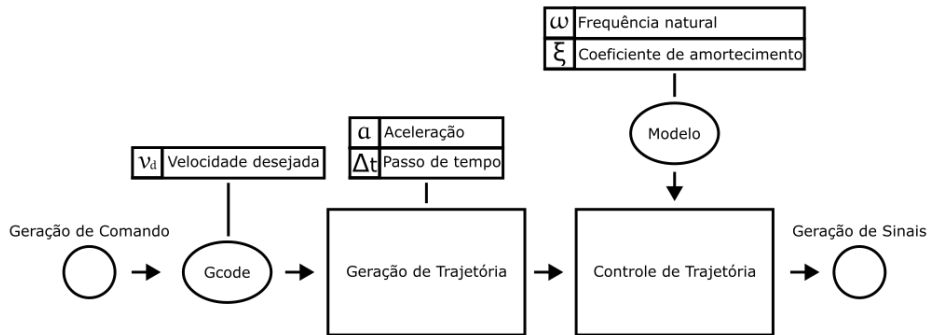 ω Frequência natural
ξ Coeficiente de amortecimento
Modelo
a Aceleração
Δt Passo de tempo
v_d Velocidade desejada
Geração de Comando
Geração de Sinais
Gcode
Geração de Trajetória
Controle de Trajetória